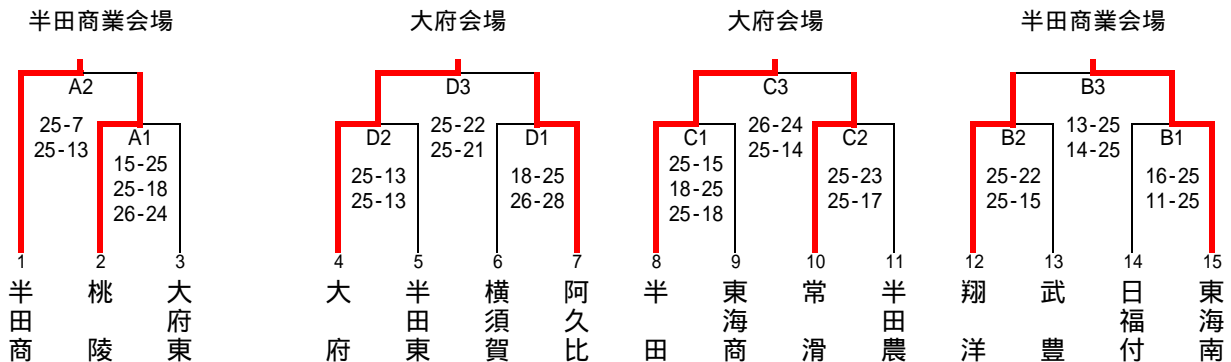 半田商業会場
大府会場
大府会場
半田商業会場
A2
D3
C3
B3
25-7
25-13
A1
15-25
25-18
26-24
D2
25-13
25-13
25-22
25-21
D1
18-25
26-28
C1
25-15
18-25
25-18
26-24
25-14
C2
25-23
25-17
B2
25-22
25-15
13-25
14-25
B1
16-25
11-25
1
2
3
4
5
6
7
8
9
10
11
12
13
14
15
半田商
桃陵
大府東
大府
半田東
横須賀
阿久比
半田
東海商
常滑
半田農
翔洋
武豊
日福付
東海南